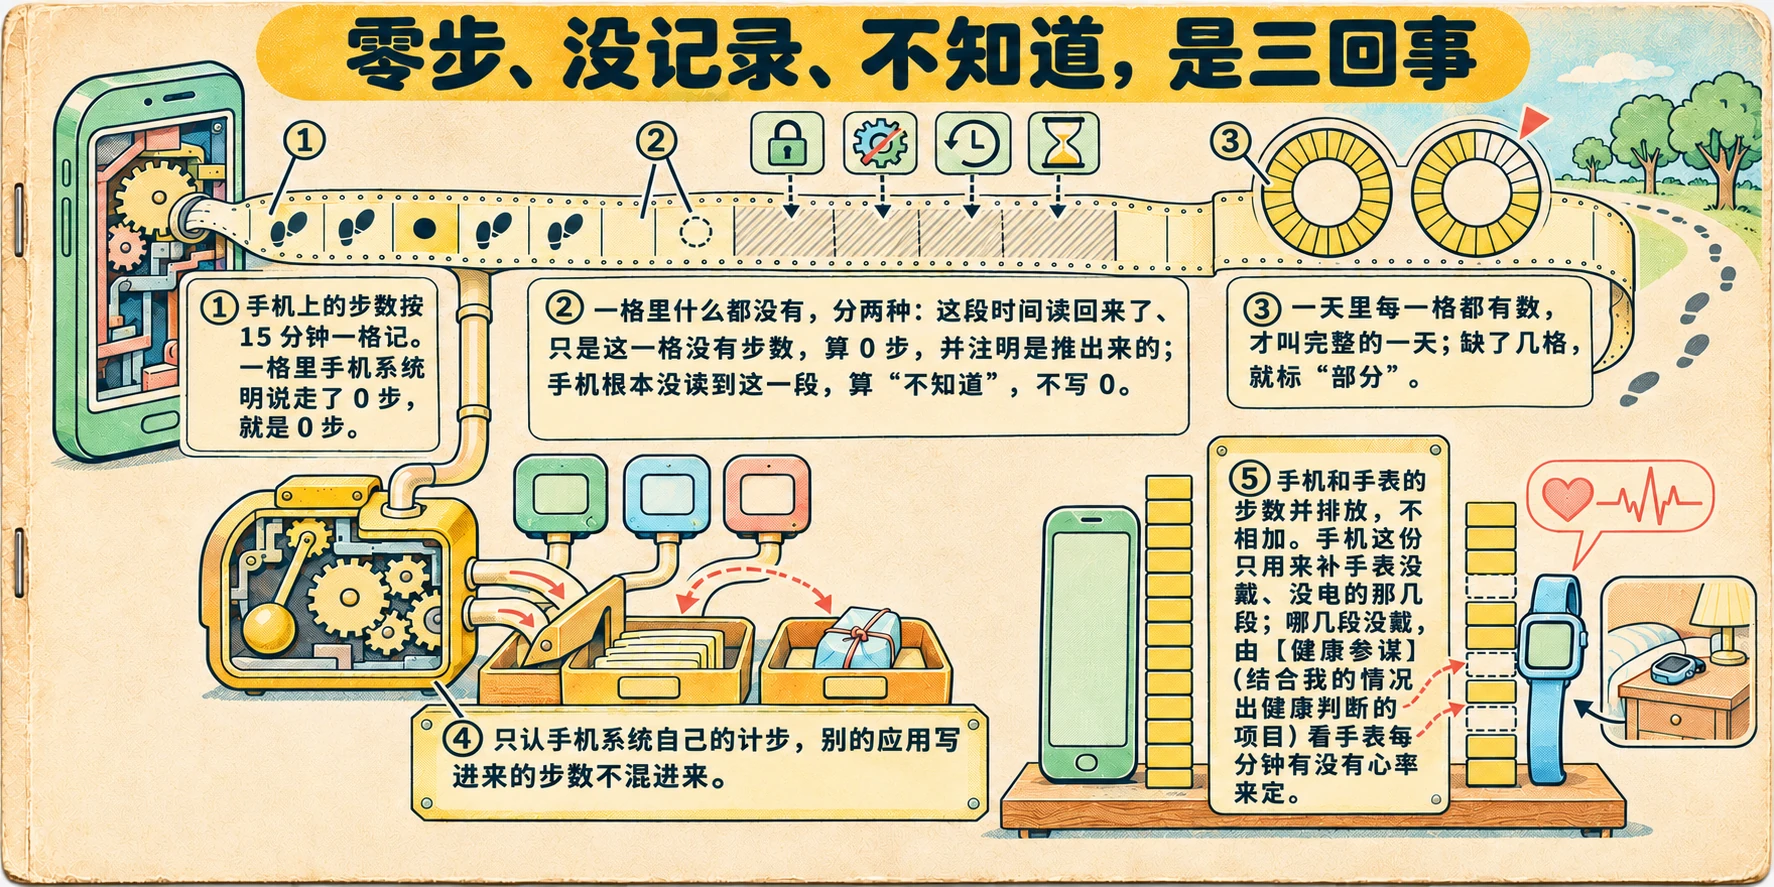 零步、没记录、不知道，是三回事
①
②
③
① 手机上的步数按
15 分钟一格记。
一格里手机系统
明说走了 0 步，
就是 0 步。
② 一格里什么都没有，分两种：这段时间读回来了、
只是这一格没有步数，算 0 步，并注明是推出来的；
手机根本没读到这一段，算“不知道”，不写 0。
③ 一天里每一格都有数，
才叫完整的一天；缺了几格，
就标“部分”。
④ 只认手机系统自己的计步，别的应用写
进来的步数不混进来。
⑤ 手机和手表的
步数并排放，不
相加。手机这份
只用来补手表没
戴、没电的那几
段；哪几段没戴，
由【健康参谋】
(结合我的情况
出健康判断的
项目) 看手表每
分钟有没有心率
来定。